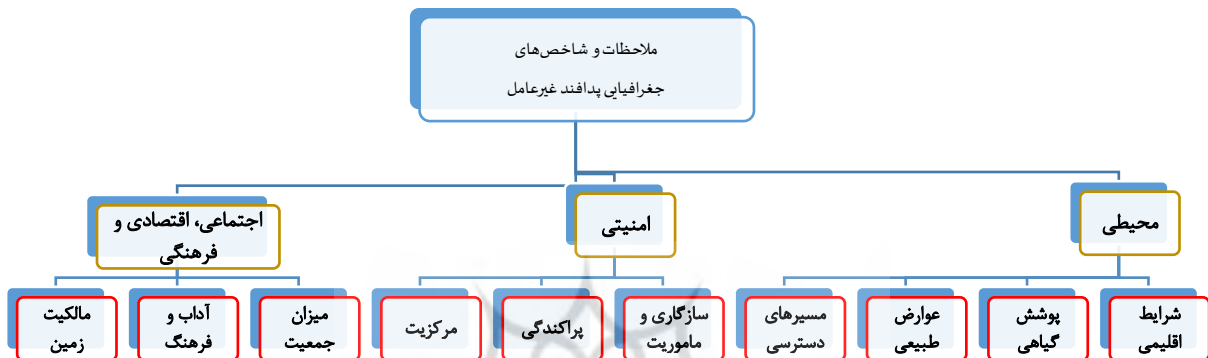 ملاحظات و شاخص‌های
جغرافیایی پدافند غیرعامل
محیطی
امنیتی
اجتماعی، اقتصادی و
فرهنگی
شرایط
اقلیمی
پوشش
گیاهی
عوارض
طبیعی
مسیرهای
دسترسی
سازگاری و
ماموریت
پراکندگی
مرکزیت
میزان
جمعیت
آداب و
فرهنگ
مالکیت
زمین